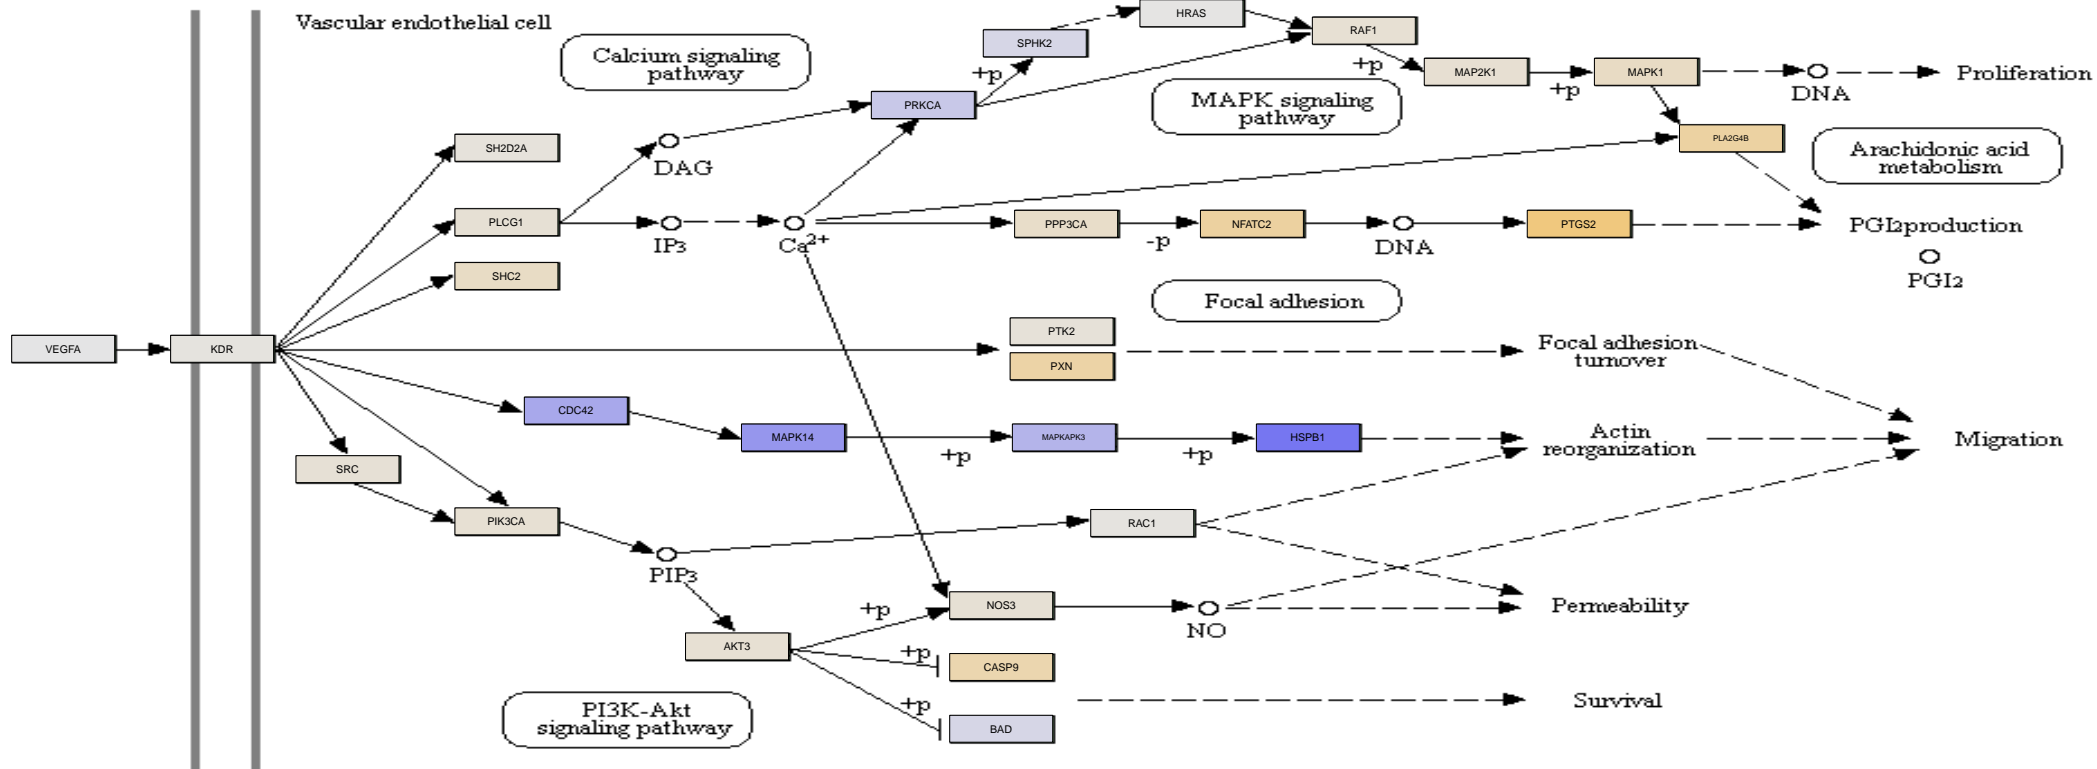 Vascular endothelial cell
HRAS
RAF1
SPHK2
Calcium signaling
pathway
+p
+p
MAP2K1
MAPK1
DNA
Proliferation
+p
PRKCA
MAPK signaling
pathway
SH2D2A
DAG
PLA2G4B
Arachidonic acid
metabolism
PLCG1
IP3
Ca2+
PPP3CA
-p
NFATC2
DNA
PTGS2
PGI2production
PGI2
SHC2
Focal adhesion
VEGFA
KDR
PTK2
PXN
Focal adhesion
turnover
CDC42
MAPK14
+p
MAPKAPK3
+p
HSPB1
Actin
reorganization
Migration
SRC
PIK3CA
RAC1
PIP3
+p
NOS3
NO
Permeability
AKT3
+p
CASP9
+p
BAD
Survival
PI3K-Akt
signaling pathway